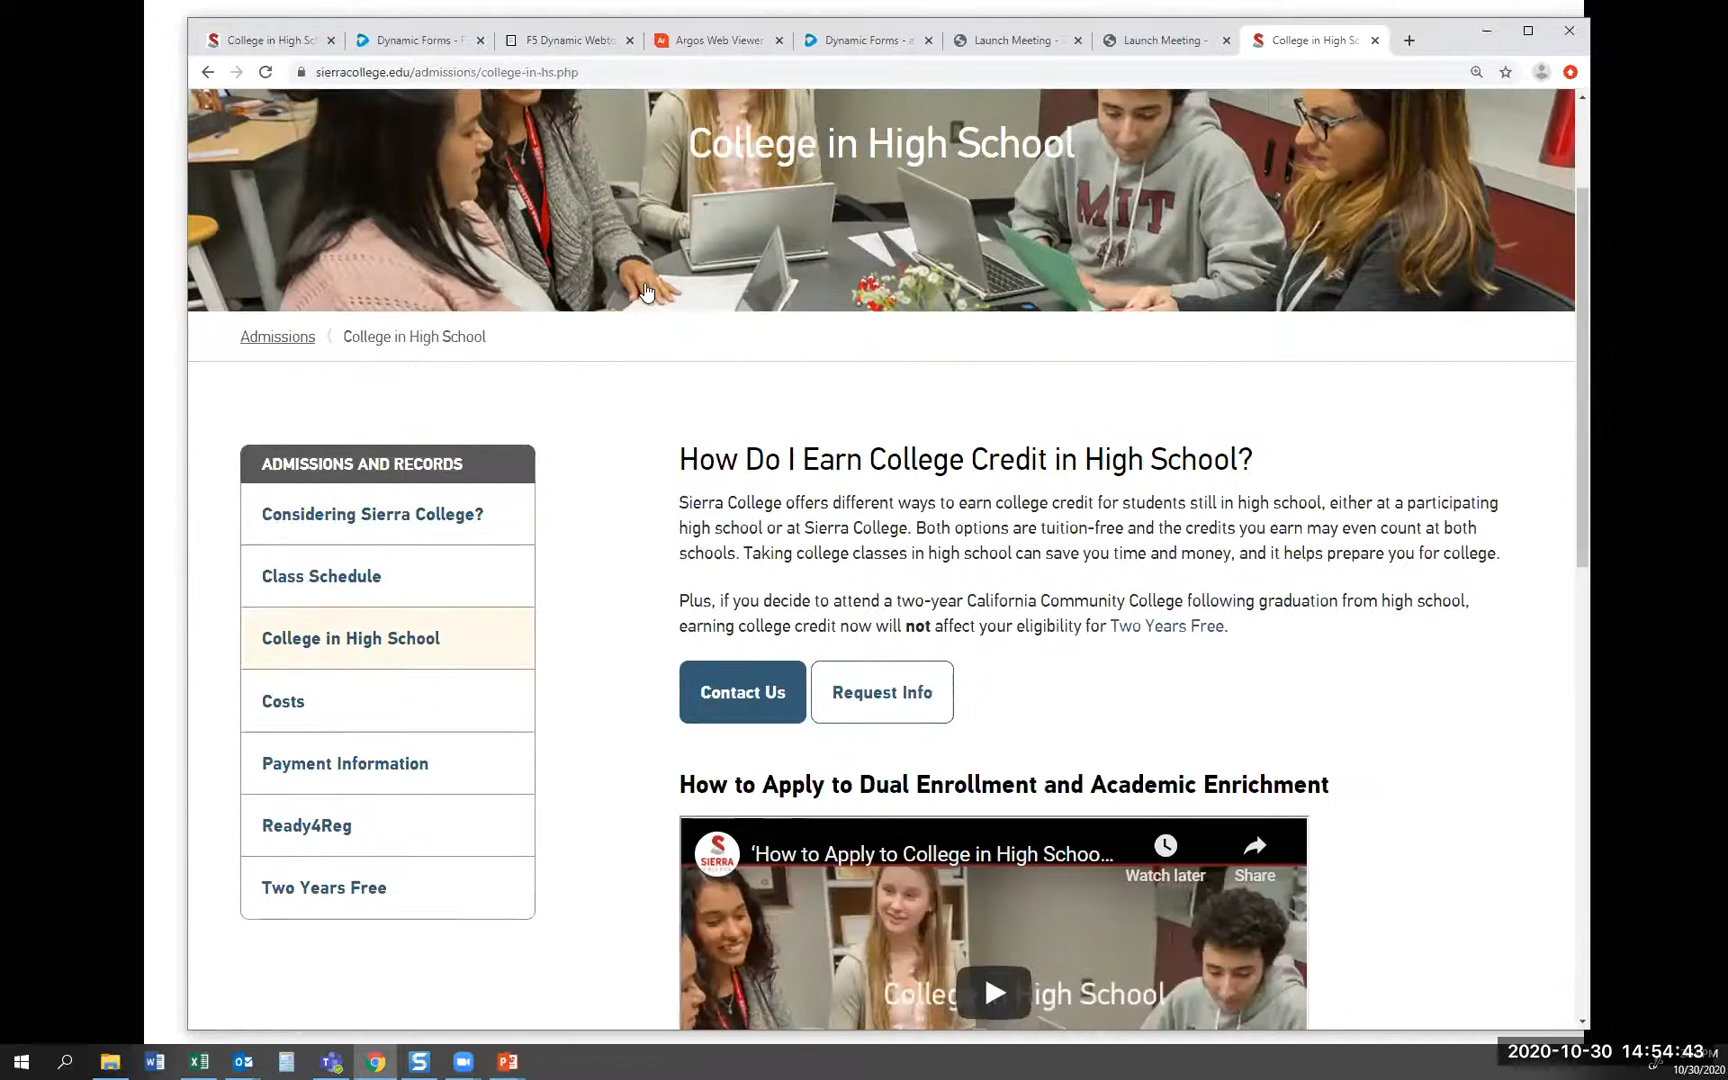 College in High Sc
Dynamic Forms - F
F5 Dynamic Webto
Argos Web Viewer
Dynamic Forms - a
Launch Meeting -
Launch Meeting -
College in High Sc
sierracollege.edu/admissions/college-in-hs.php
College in High School
MIT
Admissions
College in High School
ADMISSIONS AND RECORDS
Considering Sierra College?
Class Schedule
College in High School
Costs
Payment Information
Ready4Reg
Two Years Free
How Do I Earn College Credit in High School?
Sierra College offers different ways to earn college credit for students still in high school, either at a participating
high school or at Sierra College. Both options are tuition-free and the credits you earn may even count at both
schools. Taking college classes in high school can save you time and money, and it helps prepare you for college.
Plus, if you decide to attend a two-year California Community College following graduation from high school,
earning college credit now will not affect your eligibility for Two Years Free.
Contact Us
Request Info
How to Apply to Dual Enrollment and Academic Enrichment
SIERRA
'How to Apply to College in High Schoo...
Watch later
Share
High School
2020-10-30 14:54:43
10/30/2020